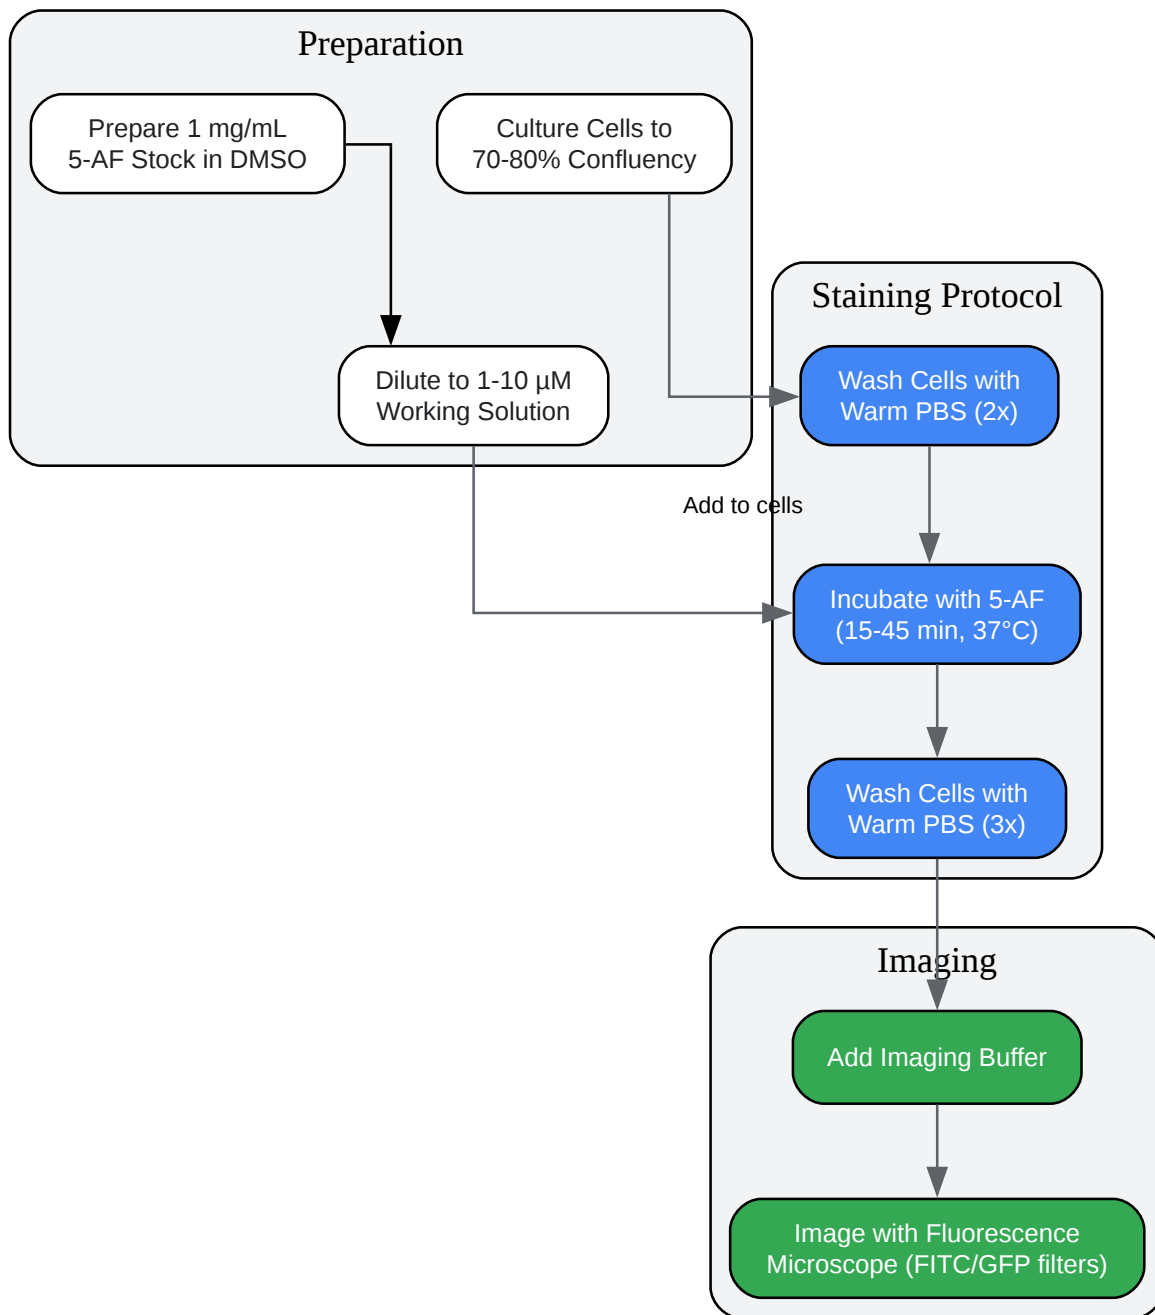 Preparation
Prepare 1 mg/mL
5-AF Stock in DMSO
Culture Cells to
70-80% Confluency
Dilute to 1-10 µM
Working Solution
Staining Protocol
Wash Cells with
Warm PBS (2x)
Add to cells
Incubate with 5-AF
(15-45 min, 37°C)
Wash Cells with
Warm PBS (3x)
Imaging
Add Imaging Buffer
Image with Fluorescence
Microscope (FITC/GFP filters)